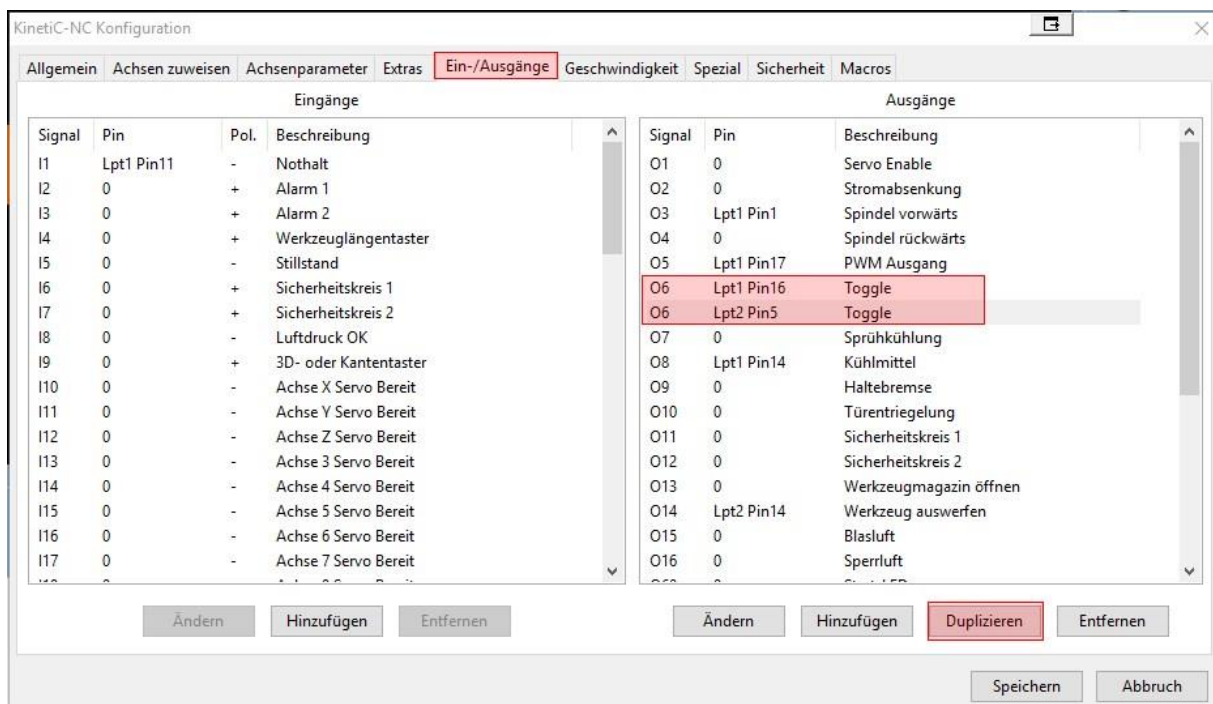 KinetiC-NC Konfiguration
Allgemein Achsen zuweisen Achsenparameter Extras Ein-/Ausgänge Geschwindigkeit Spezial Sicherheit Macros
Eingänge
Signal Pin Pol. Beschreibung
I1 Lpt1 Pin11 - Nothalt
I2 0 + Alarm 1
I3 0 + Alarm 2
I4 0 + Werkzeuglängentaster
I5 0 - Stillstand
I6 0 + Sicherheitskreis 1
I7 0 + Sicherheitskreis 2
I8 0 - Luftdruck OK
I9 0 + 3D- oder Kantentaster
I10 0 - Achse X Servo Bereit
I11 0 - Achse Y Servo Bereit
I12 0 - Achse Z Servo Bereit
I13 0 - Achse 3 Servo Bereit
I14 0 - Achse 4 Servo Bereit
I15 0 - Achse 5 Servo Bereit
I16 0 - Achse 6 Servo Bereit
I17 0 - Achse 7 Servo Bereit
Ändern Hinzufügen Entfernen
Ausgänge
Signal Pin Beschreibung
O1 0 Servo Enable
O2 0 Stromabsenkung
O3 Lpt1 Pin1 Spindel vorwärts
O4 0 Spindel rückwärts
O5 Lpt1 Pin17 PWM Ausgang
O6 Lpt1 Pin16 Toggle
O6 Lpt2 Pin5 Toggle
O7 0 Sprühkühlung
O8 Lpt1 Pin14 Kühlmittel
O9 0 Haltebremse
O10 0 Türentriegelung
O11 0 Sicherheitskreis 1
O12 0 Sicherheitskreis 2
O13 0 Werkzeugmagazin öffnen
O14 Lpt2 Pin14 Werkzeug auswerfen
O15 0 Blasluft
O16 0 Sperrluft
Ändern Hinzufügen Duplizieren Entfernen
Speichern Abbruch